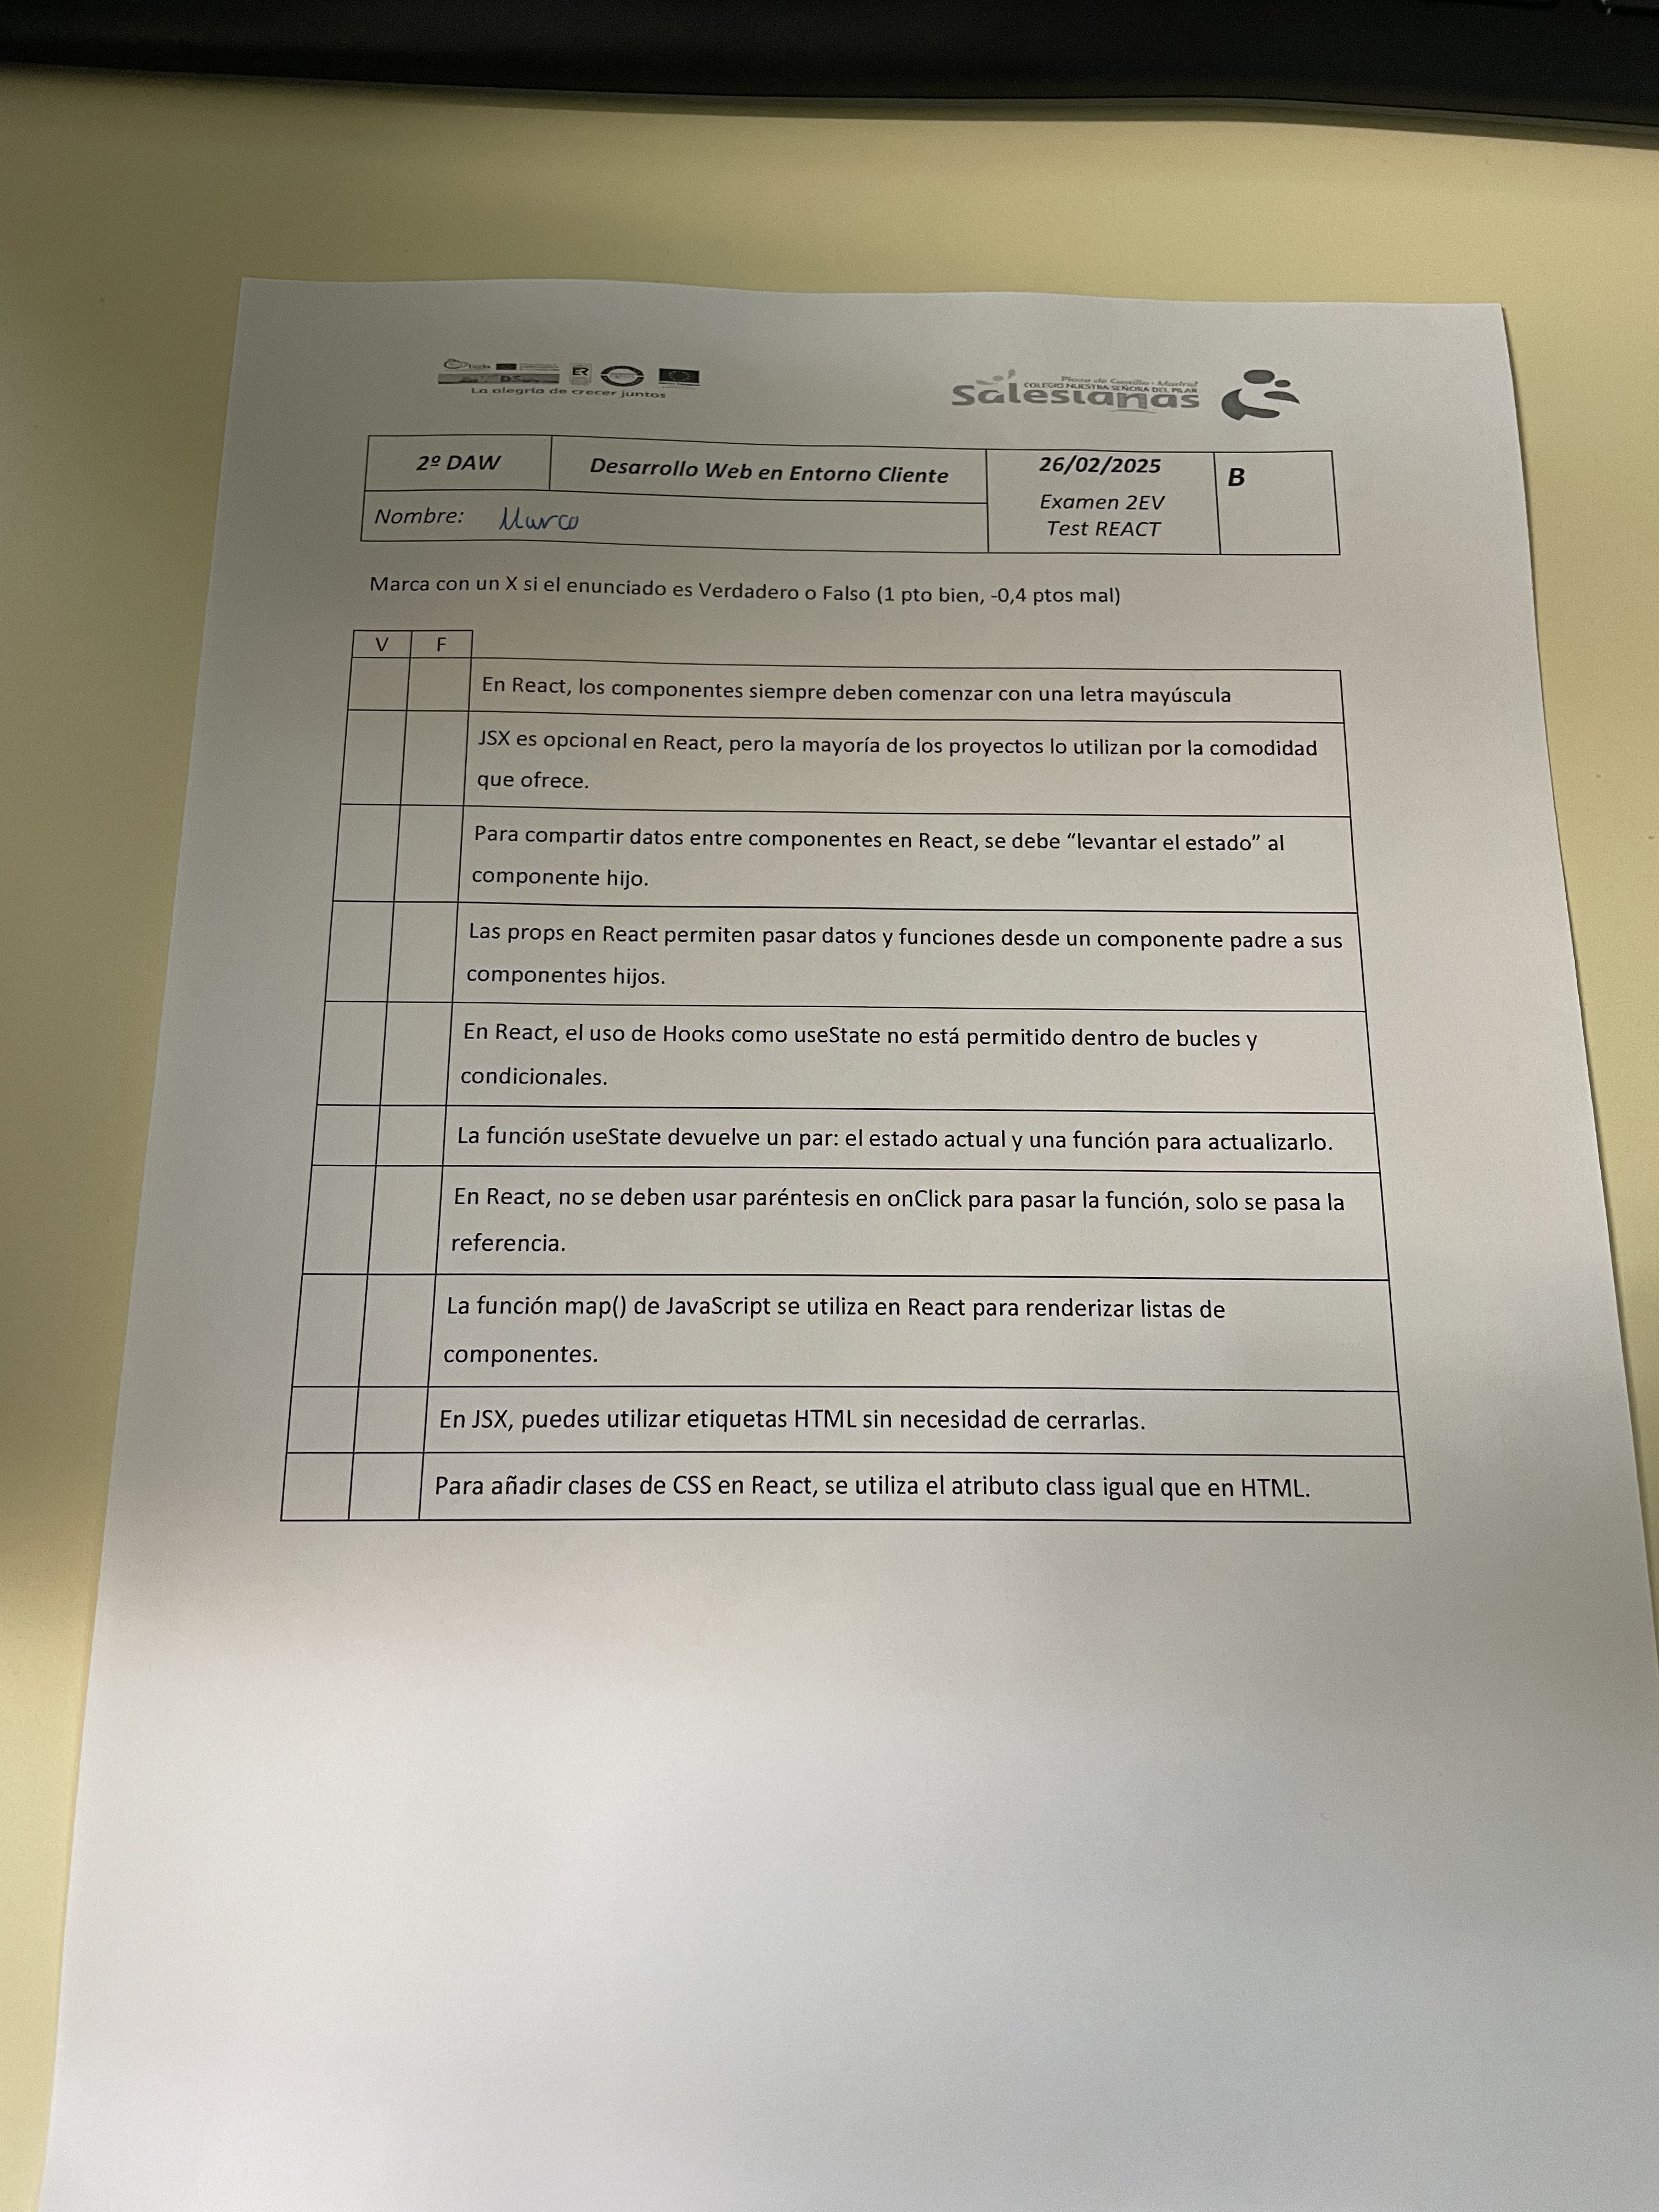 La alegría de crecer juntos
Plaza de Castilla - Madrid
COLEGIO NUESTRA SEÑORA DEL PILAR
salesianas
2º DAW
Desarrollo Web en Entorno Cliente
26/02/2025
B
Examen 2EV
Test REACT
Nombre: Marco
Marca con un X si el enunciado es Verdadero o Falso (1 pto bien, -0,4 ptos mal)
V F
En React, los componentes siempre deben comenzar con una letra mayúscula
JSX es opcional en React, pero la mayoría de los proyectos lo utilizan por la comodidad
que ofrece.
Para compartir datos entre componentes en React, se debe “levantar el estado” al
componente hijo.
Las props en React permiten pasar datos y funciones desde un componente padre a sus
componentes hijos.
En React, el uso de Hooks como useState no está permitido dentro de bucles y
condicionales.
La función useState devuelve un par: el estado actual y una función para actualizarlo.
En React, no se deben usar paréntesis en onClick para pasar la función, solo se pasa la
referencia.
La función map() de JavaScript se utiliza en React para renderizar listas de
componentes.
En JSX, puedes utilizar etiquetas HTML sin necesidad de cerrarlas.
Para añadir clases de CSS en React, se utiliza el atributo class igual que en HTML.